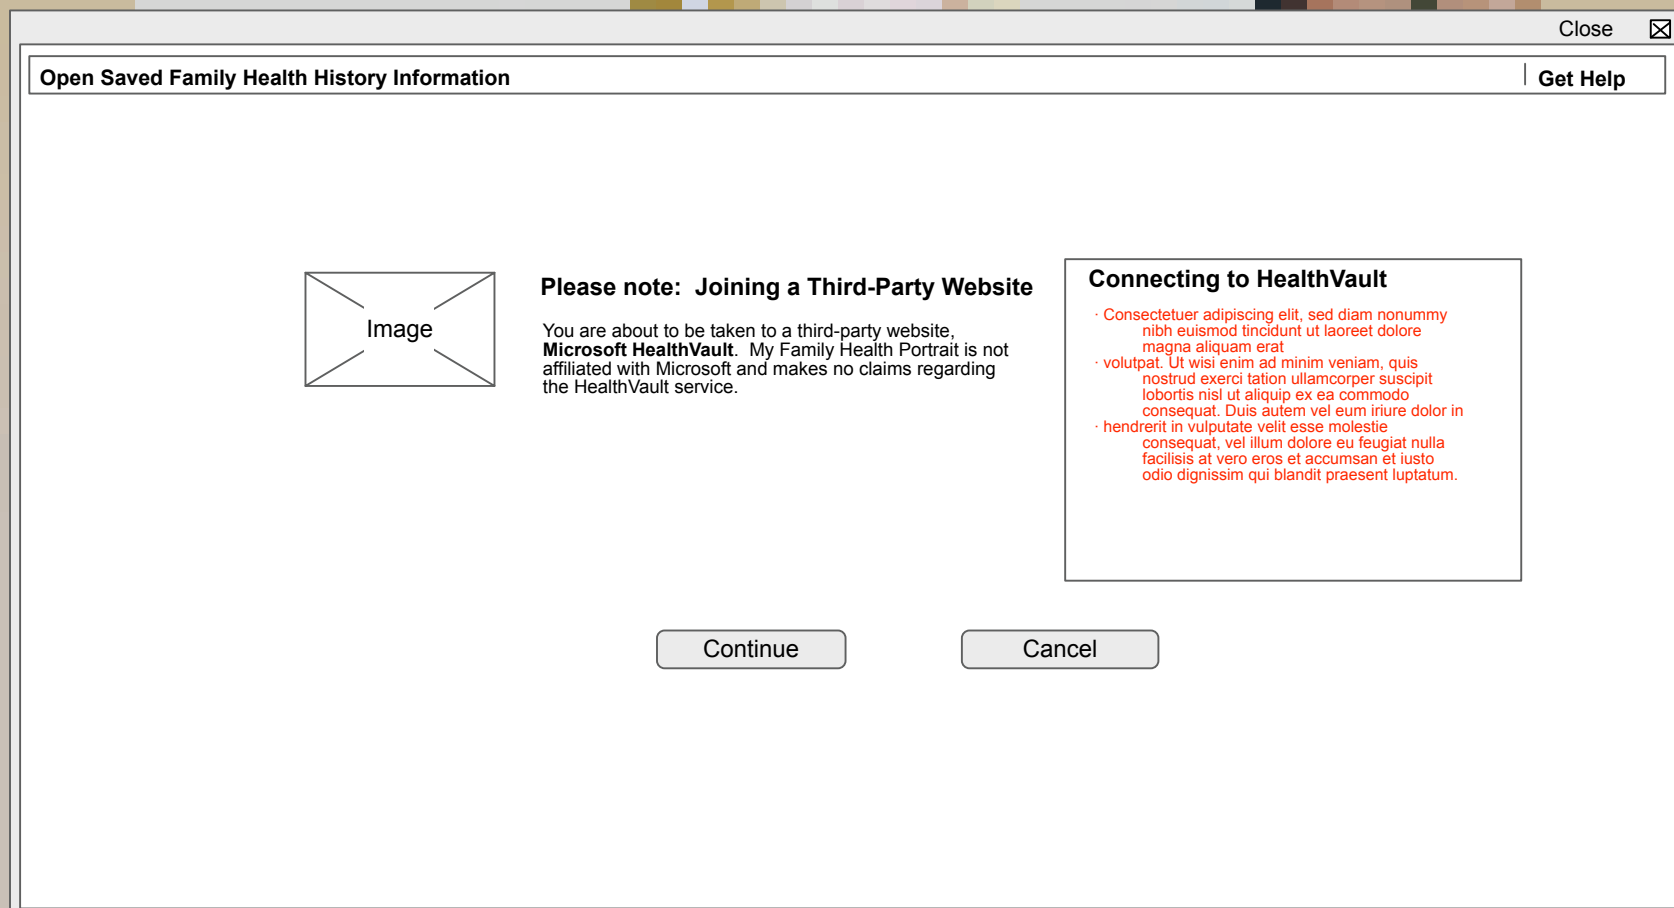 Close
Open Saved Family Health History Information
Get Help
Image
Please note: Joining a Third-Party Website
You are about to be taken to a third-party website,
Microsoft HealthVault. My Family Health Portrait is not
affiliated with Microsoft and makes no claims regarding
the HealthVault service.
Connecting to HealthVault
· Consectetuer adipiscing elit, sed diam nonummy
nibh euismod tincidunt ut laoreet dolore
magna aliquam erat
· volutpat. Ut wisi enim ad minim veniam, quis
nostrud exerci tation ullamcorper suscipit
lobortis nisl ut aliquip ex ea commodo
consequat. Duis autem vel eum iriure dolor in
· hendrerit in vulputate velit esse molestie
consequat, vel illum dolore eu feugiat nulla
facilisis at vero eros et accumsan et iusto
odio dignissim qui blandit praesent luptatum.
Continue
Cancel